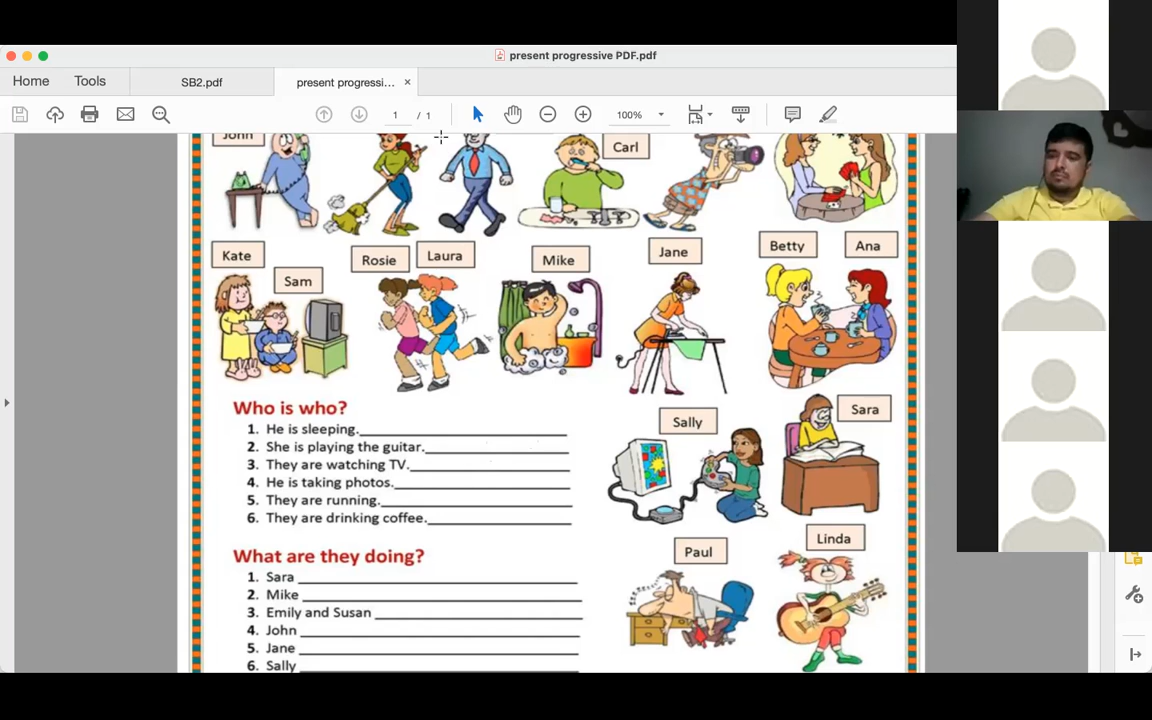 present progressive PDF.pdf
Home
Tools
SB2.pdf
present progressi...
1 / 1
100%
John
Carl
Kate
Sam
Rosie
Laura
Mike
Jane
Betty
Ana
Who is who?
1. He is sleeping.
2. She is playing the guitar.
3. They are watching TV.
4. He is taking photos.
5. They are running.
6. They are drinking coffee.
Sally
Sara
What are they doing?
1. Sara
2. Mike
3. Emily and Susan
4. John
5. Jane
6. Sally
Paul
Linda